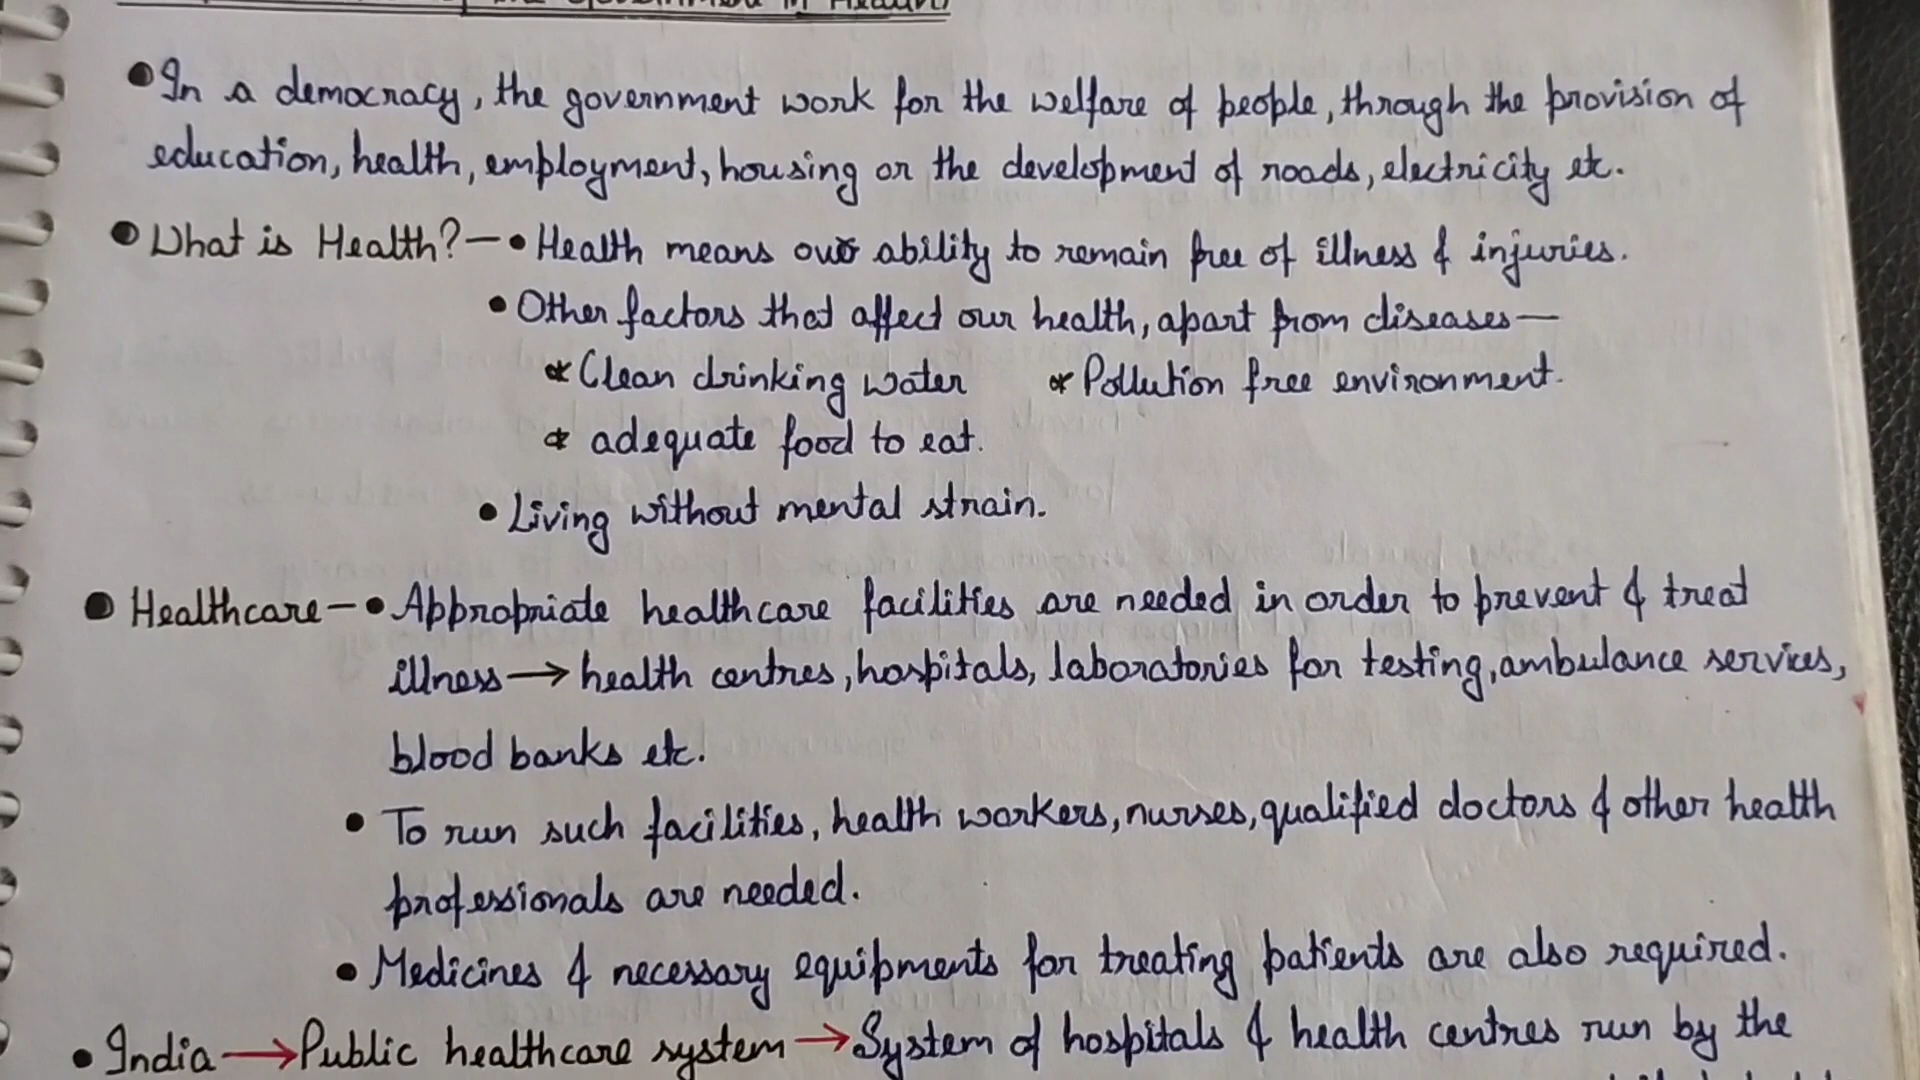 of the Government in Health
• In a democracy, the government work for the welfare of people, through the provision of
education, health, employment, housing or the development of roads, electricity etc.
• What is Health? — • Health means our ability to remain free of illness & injuries.
• Other factors that affect our health, apart from diseases —
* Clean drinking water * Pollution free environment.
* adequate food to eat.
• Living without mental strain.
• Healthcare — • Appropriate healthcare facilities are needed in order to prevent & treat
illness → health centres, hospitals, laboratories for testing, ambulance services,
blood banks etc.
• To run such facilities, health workers, nurses, qualified doctors & other health
professionals are needed.
• Medicines & necessary equipments for treating patients are also required.
• India → Public healthcare system → System of hospitals & health centres run by the